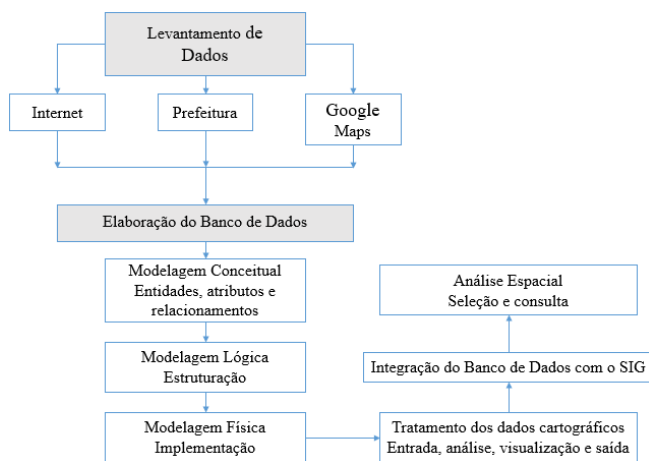 Levantamento de
Dados
Internet
Prefeitura
Google
Maps
Elaboração do Banco de Dados
Modelagem Conceitual
Entidades, atributos e
relacionamentos
Modelagem Lógica
Estruturação
Modelagem Física
Implementação
Tratamento dos dados cartográficos
Entrada, análise, visualização e saída
Integração do Banco de Dados com o SIG
Análise Espacial
Seleção e consulta